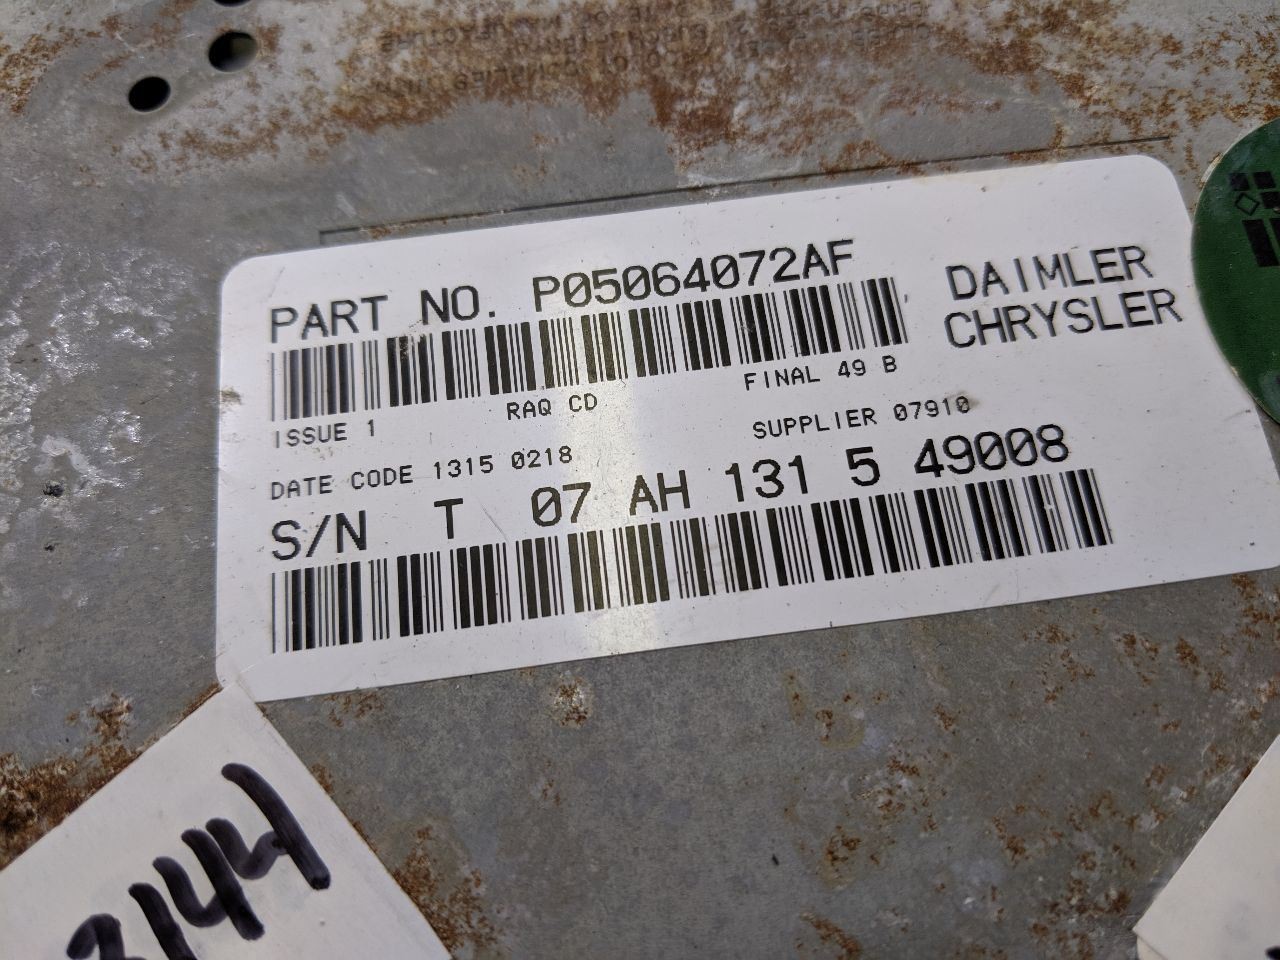 PART NO. P05064072AF
DAIMLER
CHRYSLER
ISSUE 1 RAQ CD FINAL 49 B
DATE CODE 1315 0218 SUPPLIER 07910
S/N T 07 AH 131 5 49008
3144